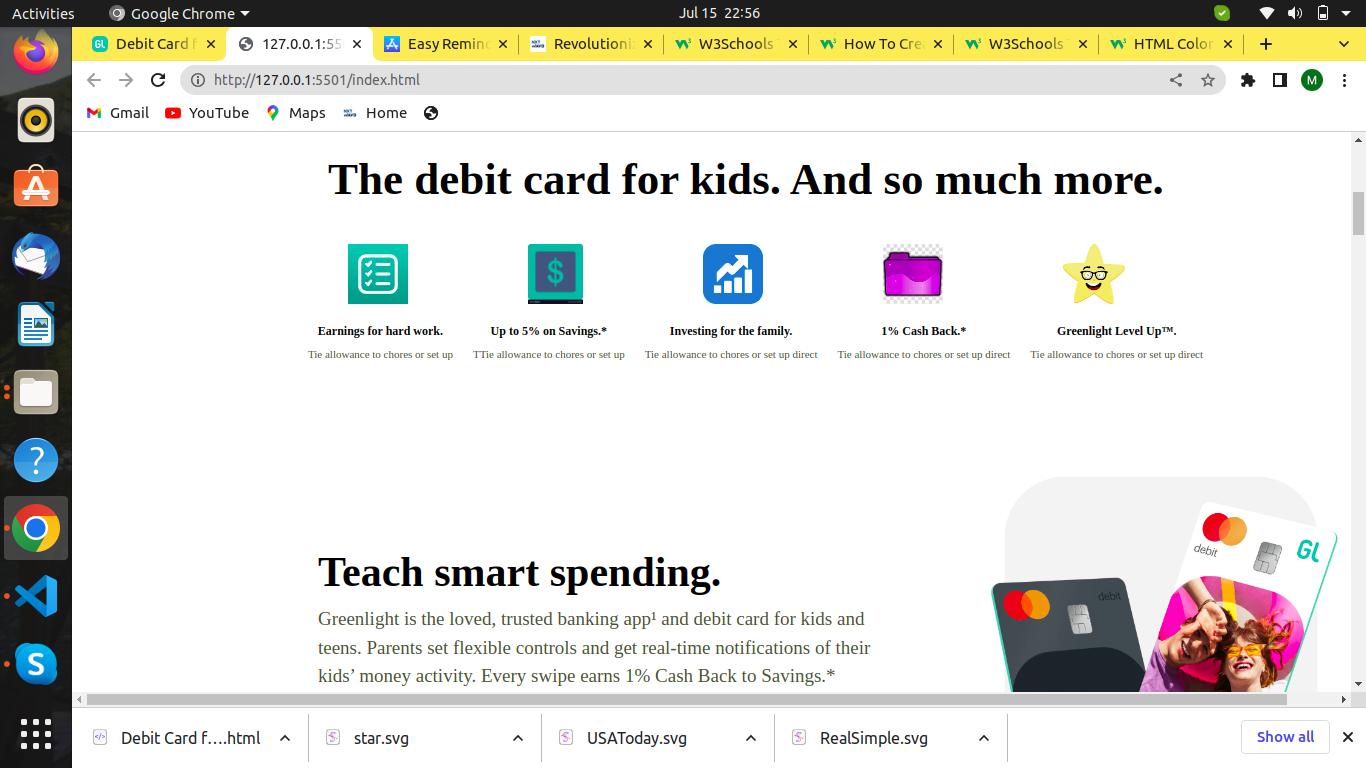 Activities Google Chrome Jul 15 22:56
Debit Card f 127.0.0.1:55 Easy Remin Revolutioni W3Schools How To Cre W3Schools HTML Color
http://127.0.0.1:5501/index.html M
Gmail YouTube Maps Home
The debit card for kids. And so much more.
$
Earnings for hard work. Up to 5% on Savings.* Investing for the family. 1% Cash Back.* Greenlight Level Up™.
Tie allowance to chores or set up TTie allowance to chores or set up Tie allowance to chores or set up direct Tie allowance to chores or set up direct Tie allowance to chores or set up direct
debit GL
debit
Teach smart spending.
Greenlight is the loved, trusted banking app¹ and debit card for kids and
teens. Parents set flexible controls and get real-time notifications of their
kids’ money activity. Every swipe earns 1% Cash Back to Savings.*
Debit Card f....html star.svg USAToday.svg RealSimple.svg Show all